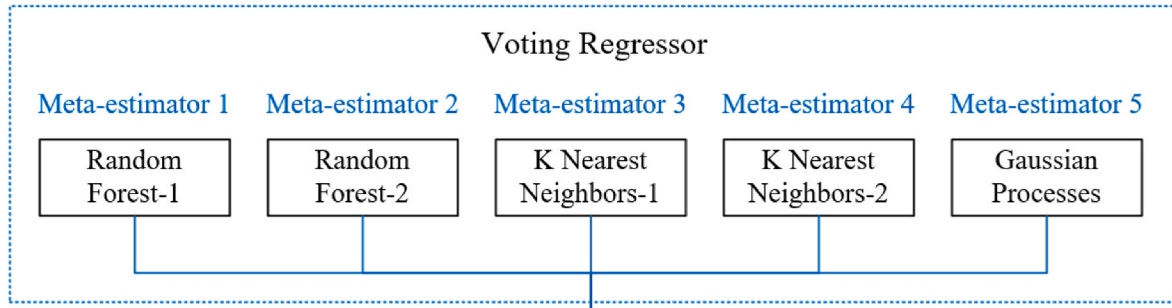 Voting Regressor
Meta-estimator 1 Meta-estimator 2 Meta-estimator 3 Meta-estimator 4 Meta-estimator 5
Random
Forest-1
Random
Forest-2
K Nearest
Neighbors-1
K Nearest
Neighbors-2
Gaussian
Processes